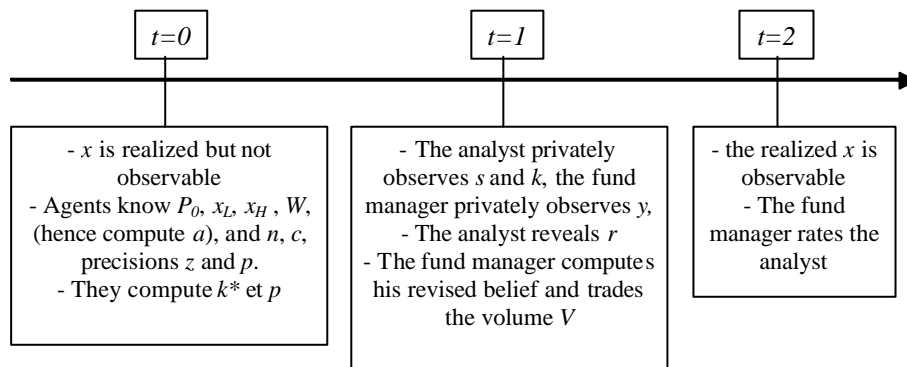 t=0
t=1
t=2
- x is realized but not
observable
- Agents know P0, xL, xH , W,
(hence compute a), and n, c,
precisions z and p.
- They compute k* et p
- The analyst privately
observes s and k, the fund
manager privately observes y,
- The analyst reveals r
- The fund manager computes
his revised belief and trades
the volume V
- the realized x is
observable
- The fund
manager rates the
analyst